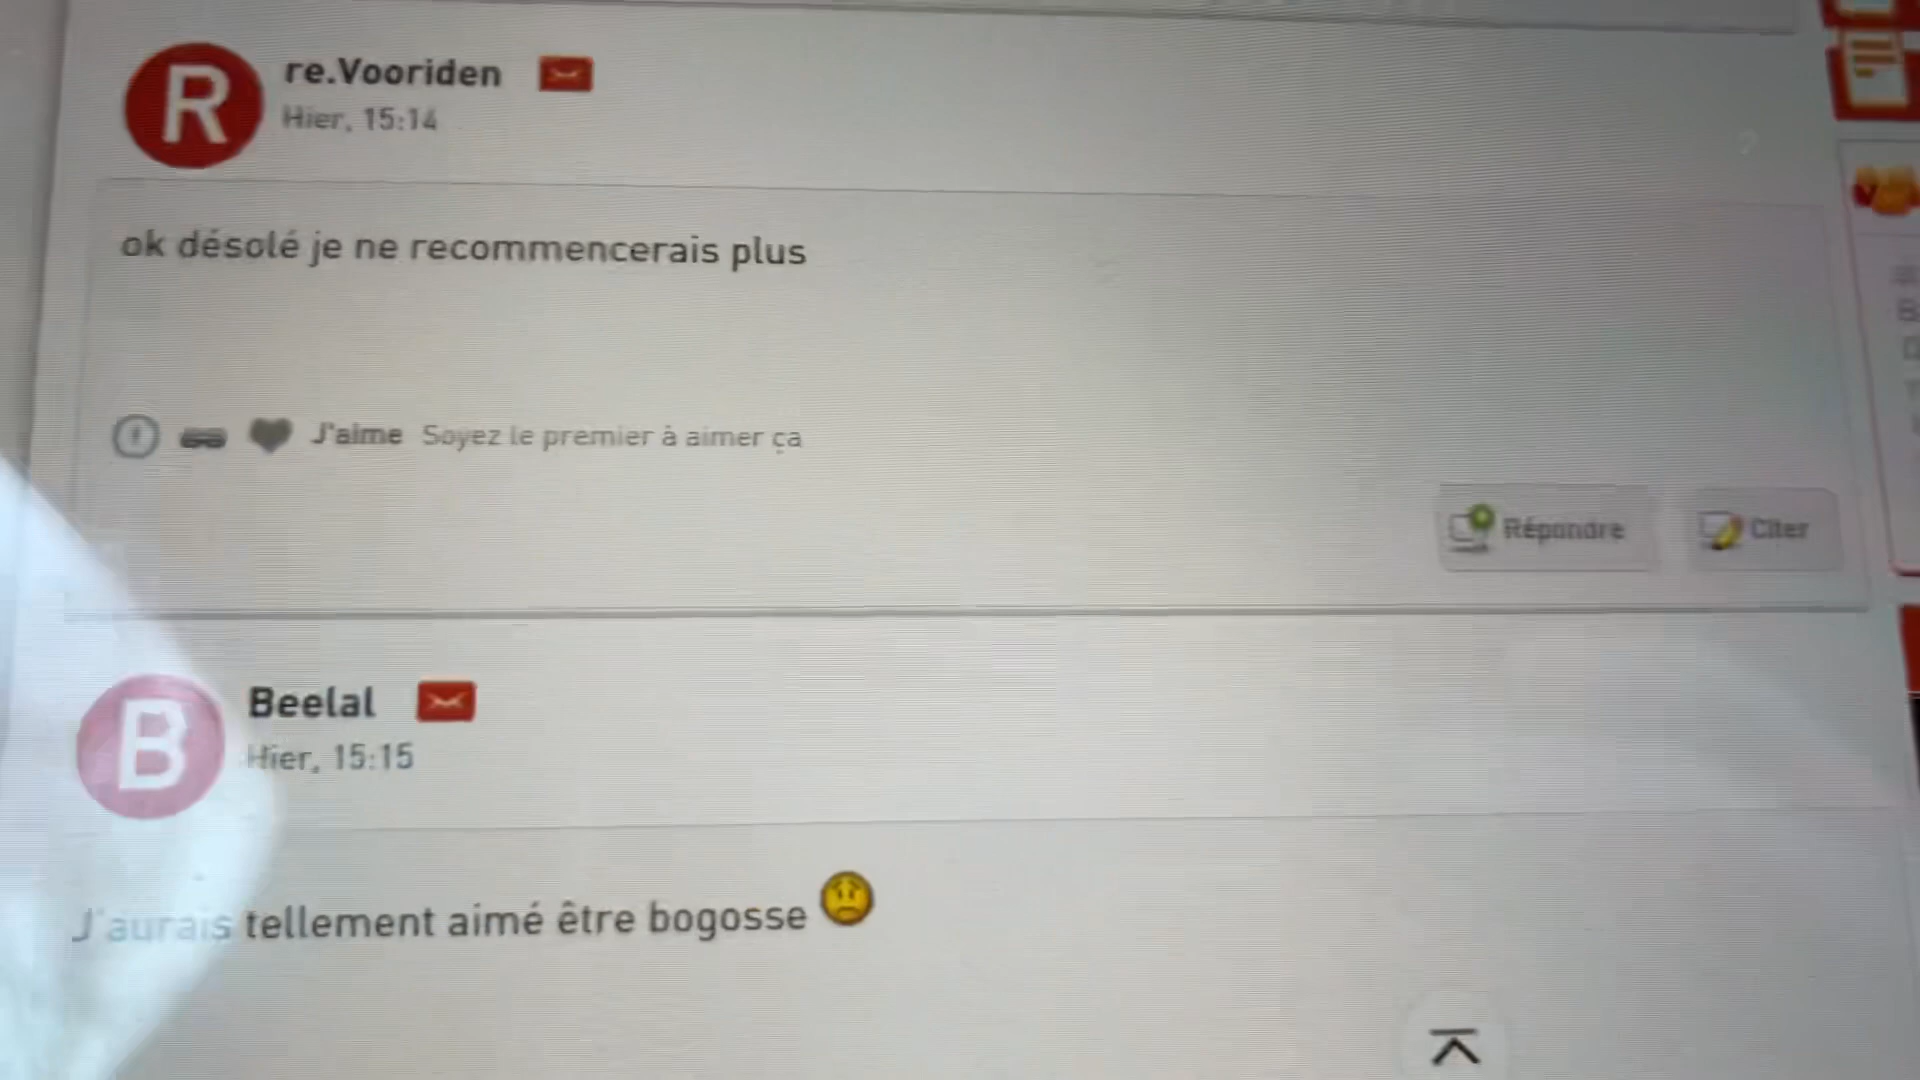 R
re.Vooriden
Hier, 15:14
ok désolé je ne recommencerais plus
J'aime Soyez le premier à aimer ça
Répondre
Citer
B
Beelal
Hier, 15:15
J'aurais tellement aimé être bogosse